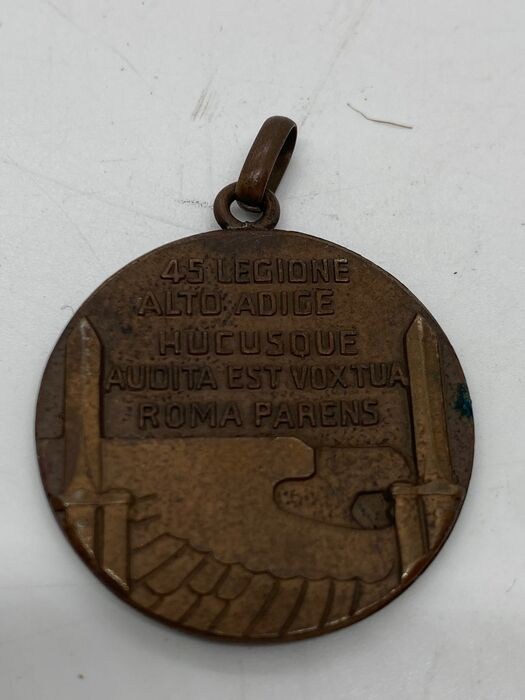 45 LEGIONE
ALTO ADIGE
HUCUSQUE
AUDITA EST VOX TUA
ROMA PARENS